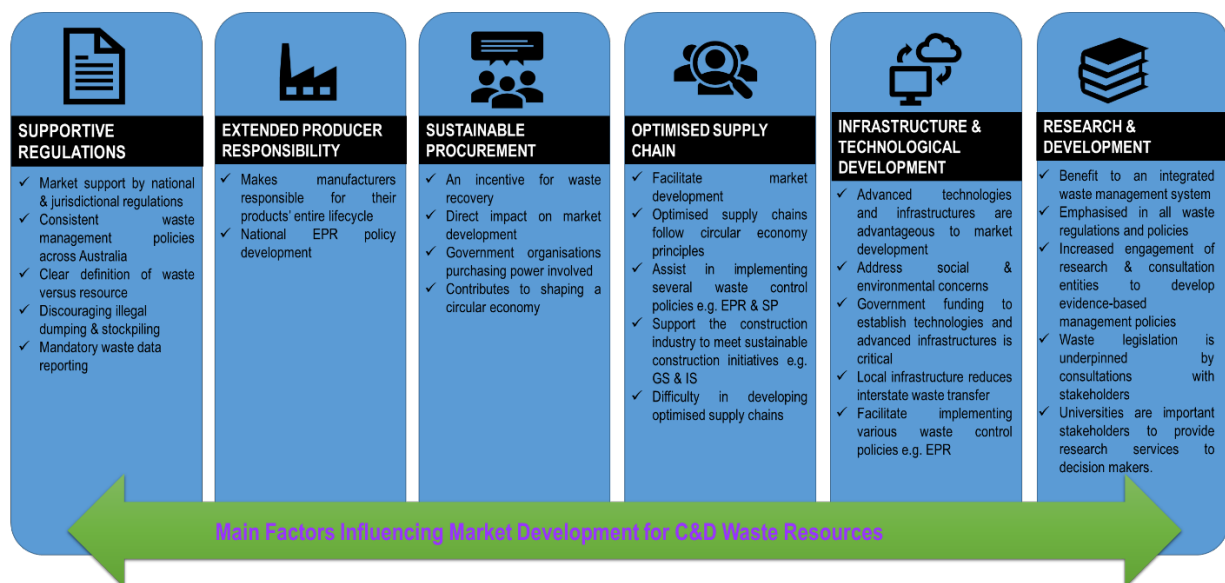 SUPPORTIVE
REGULATIONS
✓ Market support by national
& jurisdictional regulations
✓ Consistent waste
management policies
across Australia
✓ Clear definition of waste
versus resource
✓ Discouraging illegal
dumping & stockpiling
✓ Mandatory waste data
reporting
EXTENDED PRODUCER
RESPONSIBILITY
✓ Makes manufacturers
responsible for their
products' entire lifecycle
✓ National EPR policy
development
SUSTAINABLE
PROCUREMENT
✓ An incentive for waste
recovery
✓ Direct impact on market
development
✓ Government organisations
purchasing power involved
✓ Contributes to shaping a
circular economy
OPTIMISED SUPPLY
CHAIN
✓ Facilitate market
development
✓ Optimised supply chains
follow circular economy
principles
✓ Assist in implementing
several waste control
policies e.g. EPR & SP
✓ Support the construction
industry to meet sustainable
construction initiatives e.g.
GS & IS
✓ Difficulty in developing
optimised supply chains
INFRASTRUCTURE &
TECHNOLOGICAL
DEVELOPMENT
✓ Advanced technologies
and infrastructures are
advantageous to market
development
✓ Address social &
environmental concerns
✓ Government funding to
establish technologies and
advanced infrastructures is
critical
✓ Local infrastructure reduces
interstate waste transfer
✓ Facilitate implementing
various waste control
policies e.g. EPR
RESEARCH &
DEVELOPMENT
✓ Benefit to an integrated
waste management system
✓ Emphasised in all waste
regulations and policies
✓ Increased engagement of
research & consultation
entities to develop
evidence-based
management policies
✓ Waste legislation is
underpinned by
consultations with
stakeholders
✓ Universities are important
stakeholders to provide
research services to
decision makers.
Main Factors Influencing Market Development for C&D Waste Resources